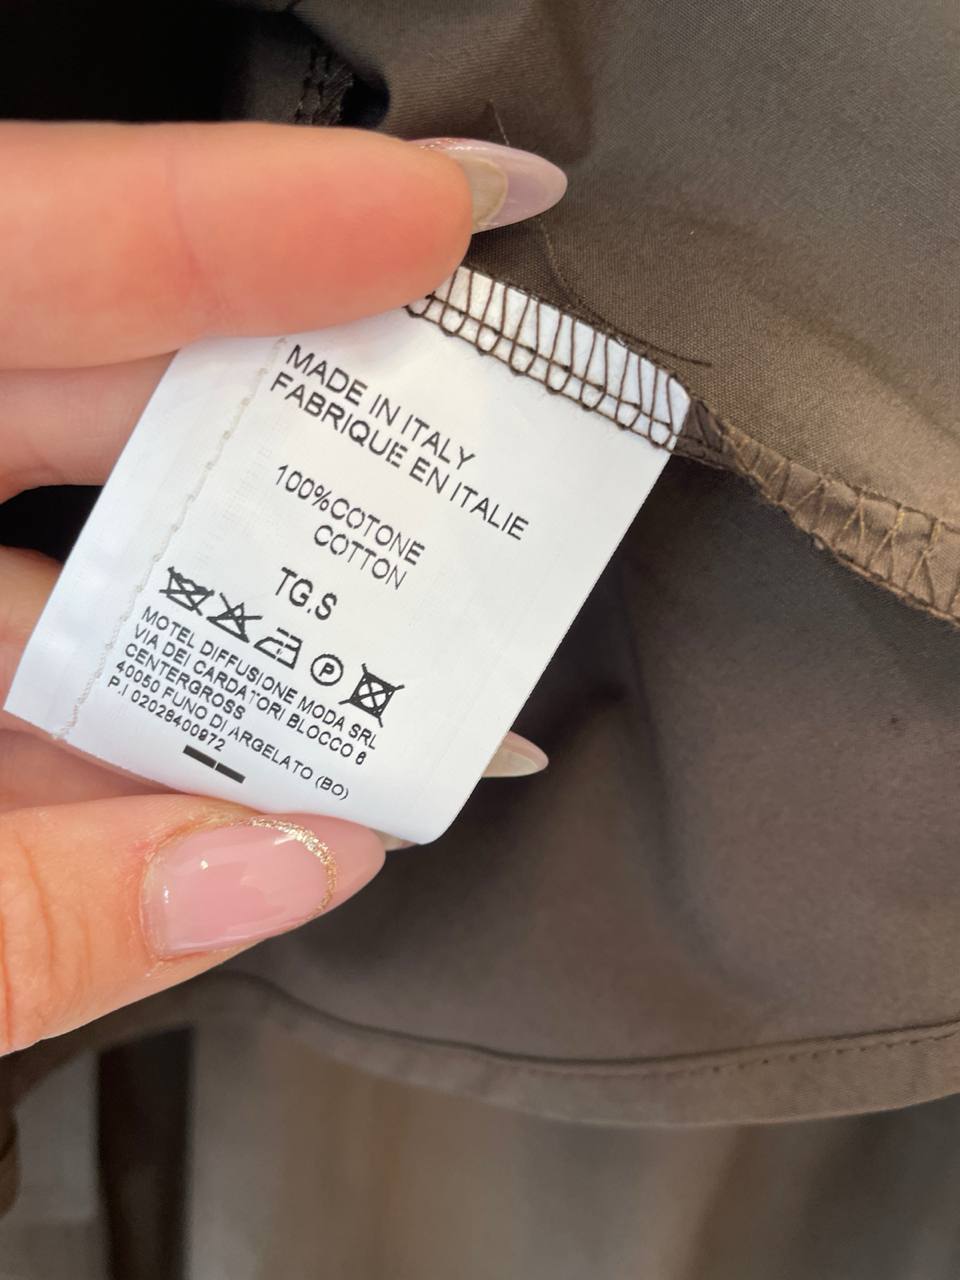 MADE IN ITALY
FABRIQUE EN ITALIE
100%COTONE
COTTON
TG.S
P
MOTEL DIFFUSIONE MODA SRL
VIA DEI CARDATORI BLOCCO 6
CENTERGROSS
40050 FUNO DI ARGELATO (BO)
P.I 02028400972